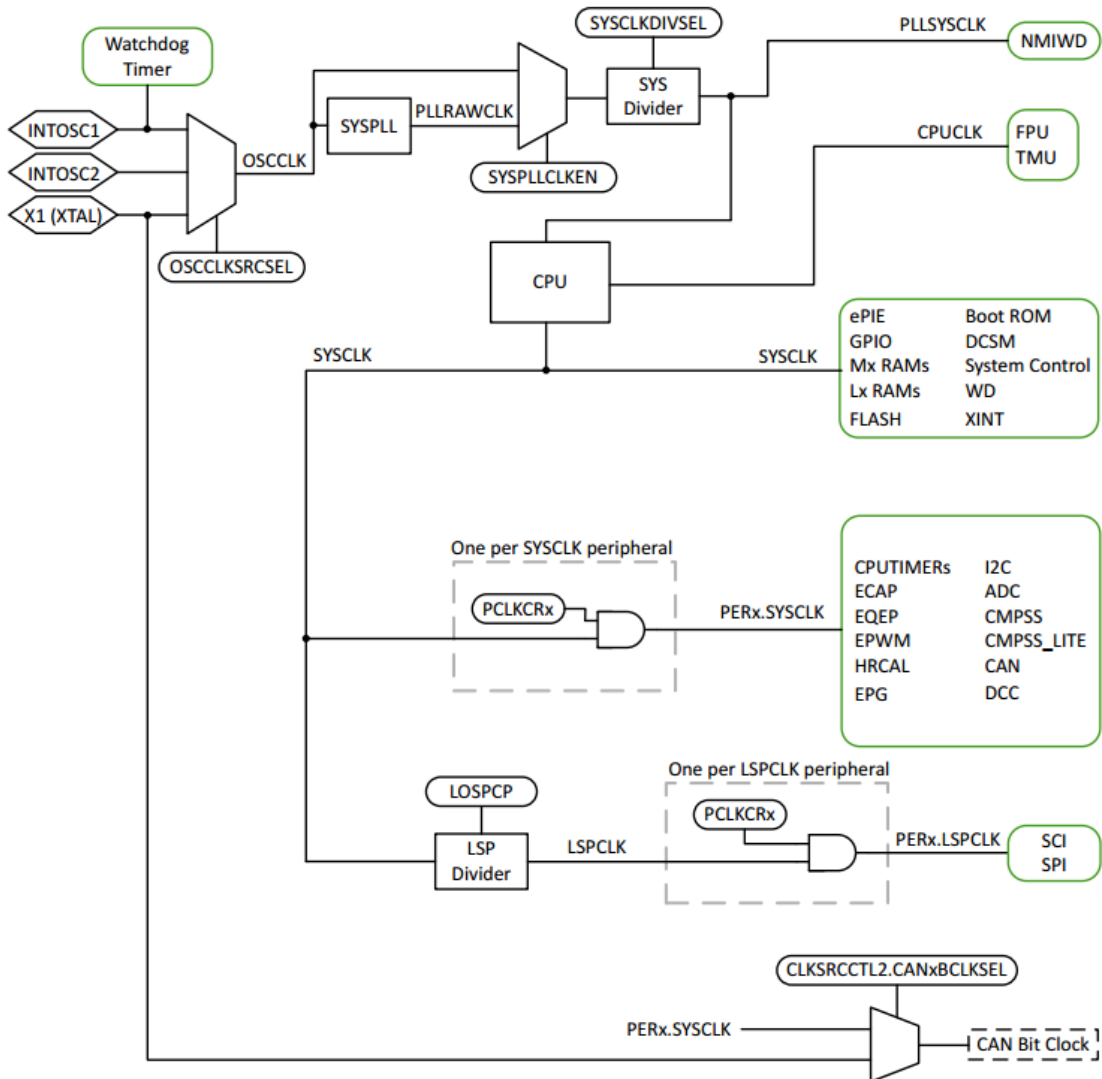 SYSCLKDIVSEL
PLLSYSCLK
NMIWD
Watchdog
Timer
SYS
Divider
INTOSC1
SYSPLL
PLLRAWCLK
CPUCLK
FPU
TMU
OSCCLK
INTOSC2
SYSPLLCLKEN
X1 (XTAL)
OSCCLKSRCSEL
CPU
ePIE Boot ROM
GPIO DCSM
SYSCLK
SYSCLK
Mx RAMs System Control
Lx RAMs WD
FLASH XINT
One per SYSCLK peripheral
CPUTIMERs I2C
PCLKCRx
PERx.SYSCLK
ECAP ADC
EQEP CMPSS
EPWM CMPSS_LITE
HRCAL CAN
EPG DCC
One per LSPCLK peripheral
LOSPCP
PCLKCRx
LSP
Divider
LSPCLK
PERx.LSPCLK
SCI
SPI
CLKSRCCTL2.CANxBCLKSEL
PERx.SYSCLK
CAN Bit Clock